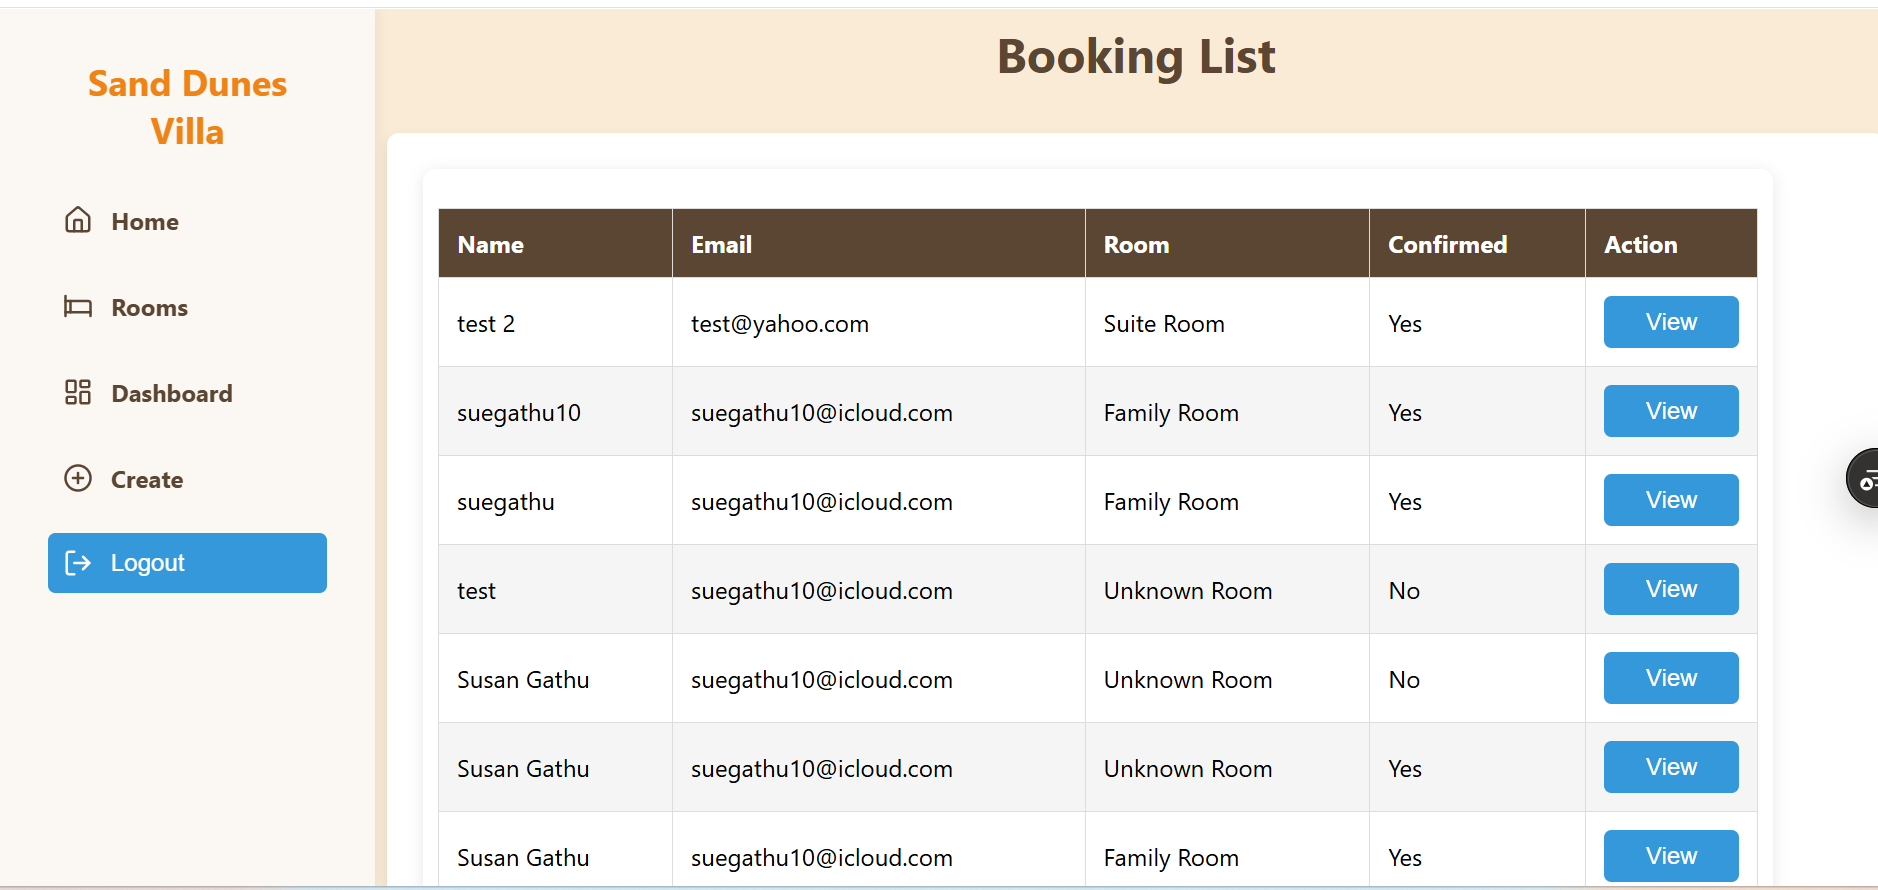 Sand Dunes
Villa
Home
Rooms
Dashboard
Create
Logout
Booking List
Name Email Room Confirmed Action
test 2 test@yahoo.com Suite Room Yes View
suegathu10 suegathu10@icloud.com Family Room Yes View
suegathu suegathu10@icloud.com Family Room Yes View
test suegathu10@icloud.com Unknown Room No View
Susan Gathu suegathu10@icloud.com Unknown Room No View
Susan Gathu suegathu10@icloud.com Unknown Room Yes View
Susan Gathu suegathu10@icloud.com Family Room Yes View